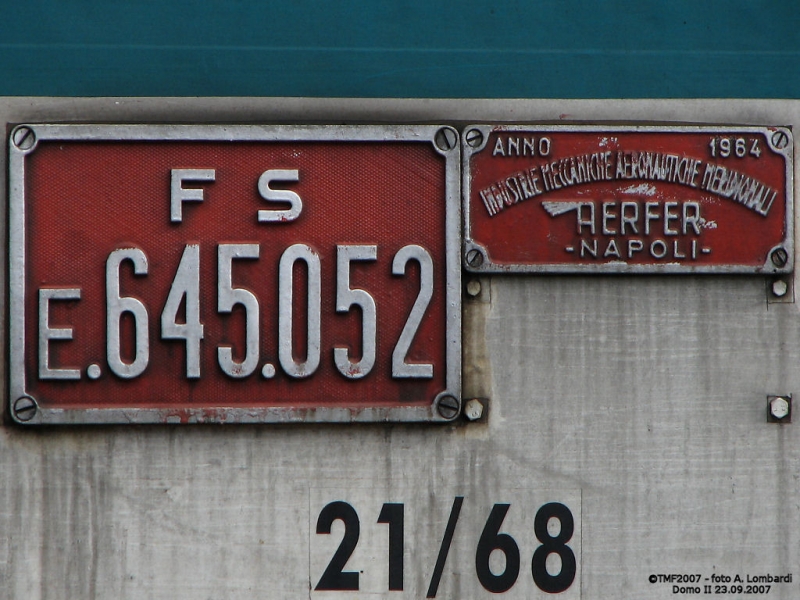 F S
E.645.052
ANNO 1964
INDUSTRIE MECCANICHE AERONAUTICHE MERIDIONALI
AERFER
-NAPOLI-
21/68
©TMF2007 - foto A. Lombardi
Domo II 23.09.2007